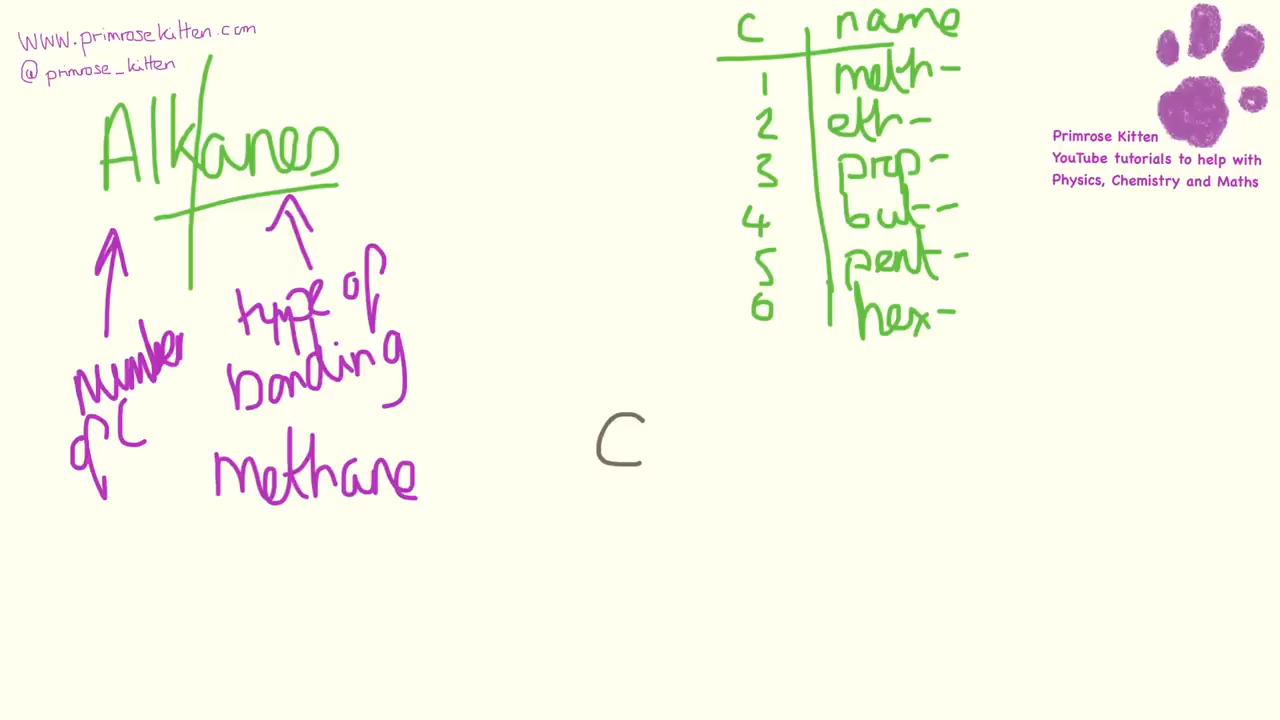 www.primrosekitten.com
@primrose_kitten
Alkanes
number
of C
type of
bonding
methane
C name
1 meth-
2 eth-
3 prop-
4 but-
5 pent-
6 hex-
Primrose Kitten
YouTube tutorials to help with
Physics, Chemistry and Maths
C